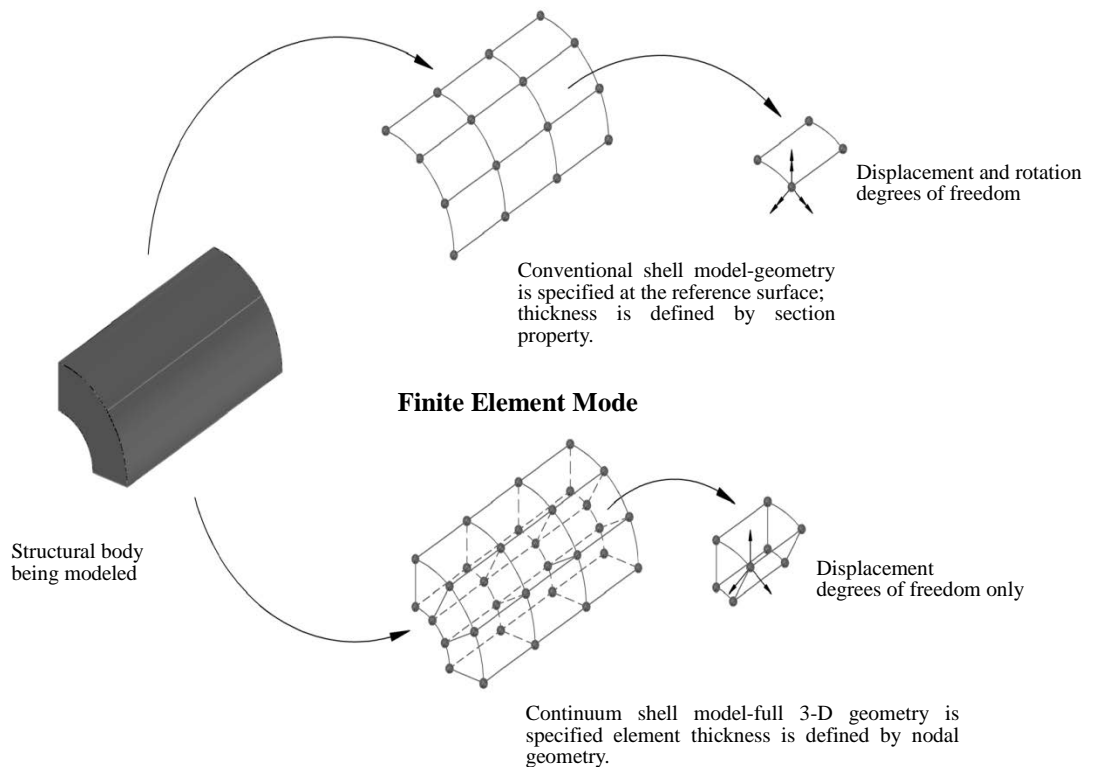 Displacement and rotation
degrees of freedom
Conventional shell model-geometry
is specified at the reference surface;
thickness is defined by section
property.
Finite Element Mode
Structural body
being modeled
Displacement
degrees of freedom only
Continuum shell model-full 3-D geometry is
specified element thickness is defined by nodal
geometry.